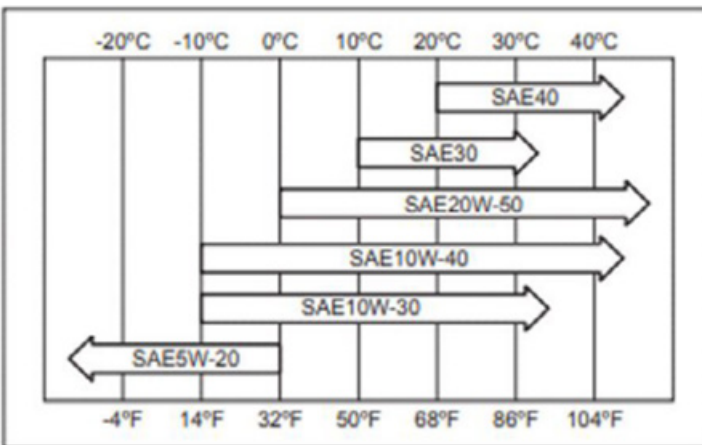 -20ºC -10ºC 0ºC 10ºC 20ºC 30ºC 40ºC
SAE40
SAE30
SAE20W-50
SAE10W-40
SAE10W-30
SAE5W-20
-4ºF 14ºF 32ºF 50ºF 68ºF 86ºF 104ºF